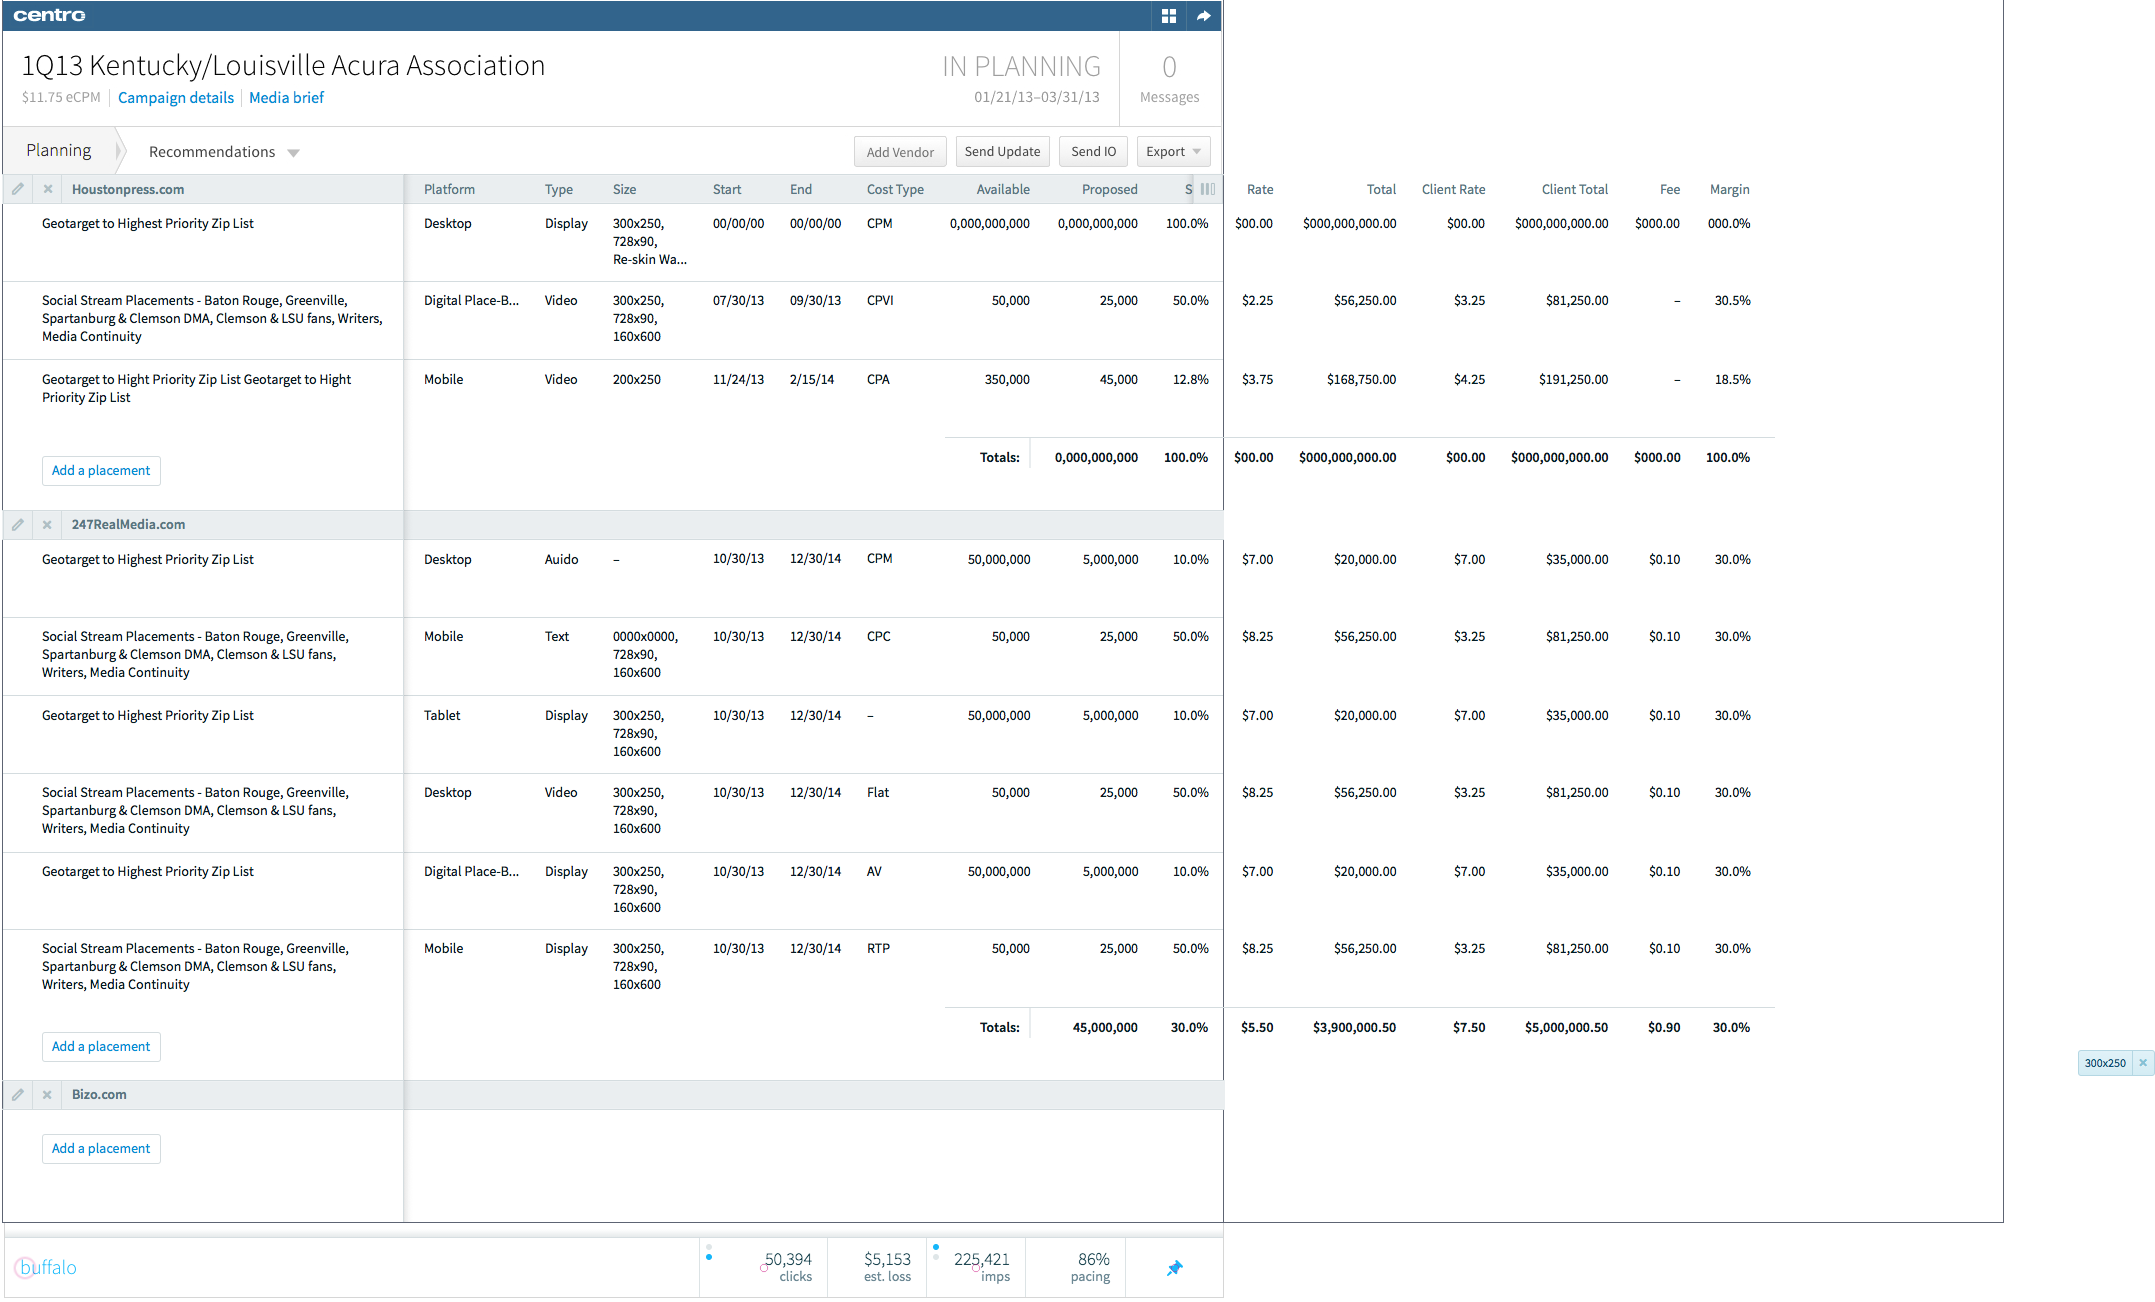 centro
1Q13 Kentucky/Louisville Acura Association
IN PLANNING
0
$11.75 eCPM Campaign details Media brief
01/21/13–03/31/13
Messages
Planning Recommendations
Add Vendor Send Update Send IO Export
Houstonpress.com Platform Type Size Start End Cost Type Available Proposed S Rate Total Client Rate Client Total Fee Margin
Geotarget to Highest Priority Zip List Desktop Display 300x250, 00/00/00 00/00/00 CPM 0,000,000,000 0,000,000,000 100.0% $00.00 $000,000,000.00 $00.00 $000,000,000.00 $000.00 000.0%
728x90,
Re-skin Wa...
Social Stream Placements - Baton Rouge, Greenville, Digital Place-B... Video 300x250, 07/30/13 09/30/13 CPVI 50,000 25,000 50.0% $2.25 $56,250.00 $3.25 $81,250.00 – 30.5%
Spartanburg & Clemson DMA, Clemson & LSU fans, Writers, 728x90,
Media Continuity 160x600
Geotarget to Hight Priority Zip List Geotarget to Hight Mobile Video 200x250 11/24/13 2/15/14 CPA 350,000 45,000 12.8% $3.75 $168,750.00 $4.25 $191,250.00 – 18.5%
Priority Zip List
Totals: 0,000,000,000 100.0% $00.00 $000,000,000.00 $00.00 $000,000,000.00 $000.00 100.0%
Add a placement
247RealMedia.com
Geotarget to Highest Priority Zip List Desktop Auido – 10/30/13 12/30/14 CPM 50,000,000 5,000,000 10.0% $7.00 $20,000.00 $7.00 $35,000.00 $0.10 30.0%
Social Stream Placements - Baton Rouge, Greenville, Mobile Text 0000x0000, 10/30/13 12/30/14 CPC 50,000 25,000 50.0% $8.25 $56,250.00 $3.25 $81,250.00 $0.10 30.0%
Spartanburg & Clemson DMA, Clemson & LSU fans, 728x90,
Writers, Media Continuity 160x600
Geotarget to Highest Priority Zip List Tablet Display 300x250, 10/30/13 12/30/14 – 50,000,000 5,000,000 10.0% $7.00 $20,000.00 $7.00 $35,000.00 $0.10 30.0%
728x90,
160x600
Social Stream Placements - Baton Rouge, Greenville, Desktop Video 300x250, 10/30/13 12/30/14 Flat 50,000 25,000 50.0% $8.25 $56,250.00 $3.25 $81,250.00 $0.10 30.0%
Spartanburg & Clemson DMA, Clemson & LSU fans, 728x90,
Writers, Media Continuity 160x600
Geotarget to Highest Priority Zip List Digital Place-B... Display 300x250, 10/30/13 12/30/14 AV 50,000,000 5,000,000 10.0% $7.00 $20,000.00 $7.00 $35,000.00 $0.10 30.0%
728x90,
160x600
Social Stream Placements - Baton Rouge, Greenville, Mobile Display 300x250, 10/30/13 12/30/14 RTP 50,000 25,000 50.0% $8.25 $56,250.00 $3.25 $81,250.00 $0.10 30.0%
Spartanburg & Clemson DMA, Clemson & LSU fans, 728x90,
Writers, Media Continuity 160x600
Totals: 45,000,000 30.0% $5.50 $3,900,000.50 $7.50 $5,000,000.50 $0.90 30.0%
Add a placement
300x250
Bizo.com
Add a placement
buffalo
50,394 $5,153 225,421 86%
clicks est. loss imps pacing